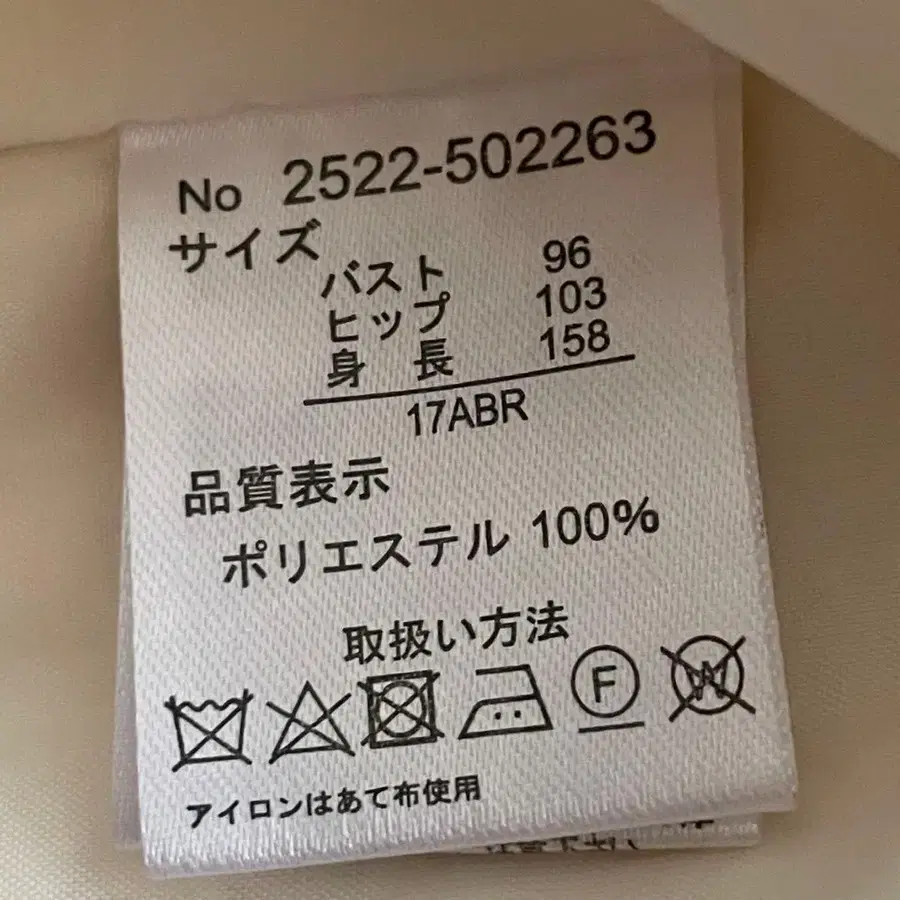 No 2522-502263
サイズ
バスト 96
ヒップ 103
身 長 158
17ABR
品質表示
ポリエステル 100%
取扱い方法
F W
アイロンはあて布使用